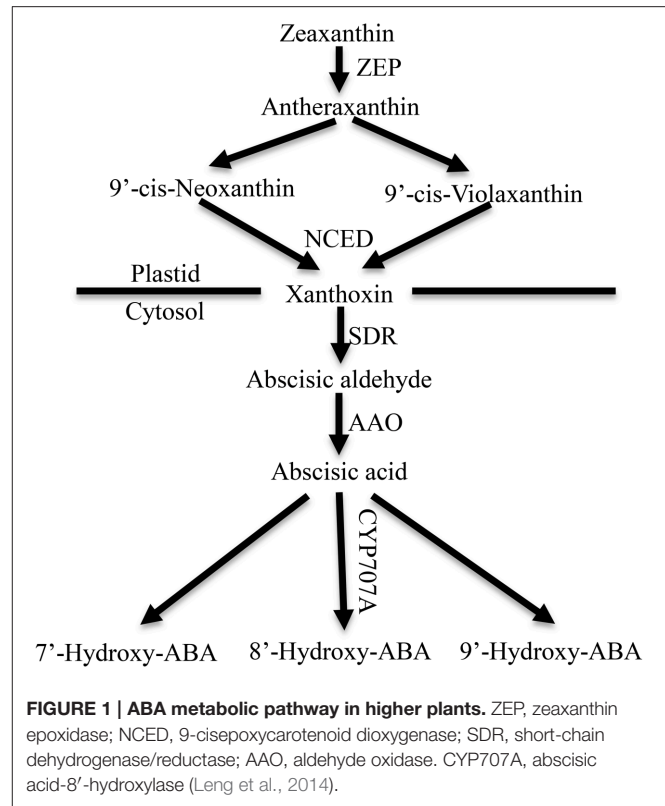 Zeaxanthin
ZEP
Antheraxanthin
9’-cis-Neoxanthin
9’-cis-Violaxanthin
NCED
Plastid
Xanthoxin
Cytosol
SDR
Abscisic aldehyde
AAO
Abscisic acid
CYP707A
7’-Hydroxy-ABA 8’-Hydroxy-ABA 9’-Hydroxy-ABA
FIGURE 1 | ABA metabolic pathway in higher plants. ZEP, zeaxanthin
epoxidase; NCED, 9-cisepoxycarotenoid dioxygenase; SDR, short-chain
dehydrogenase/reductase; AAO, aldehyde oxidase. CYP707A, abscisic
acid-8′-hydroxylase (Leng et al., 2014).